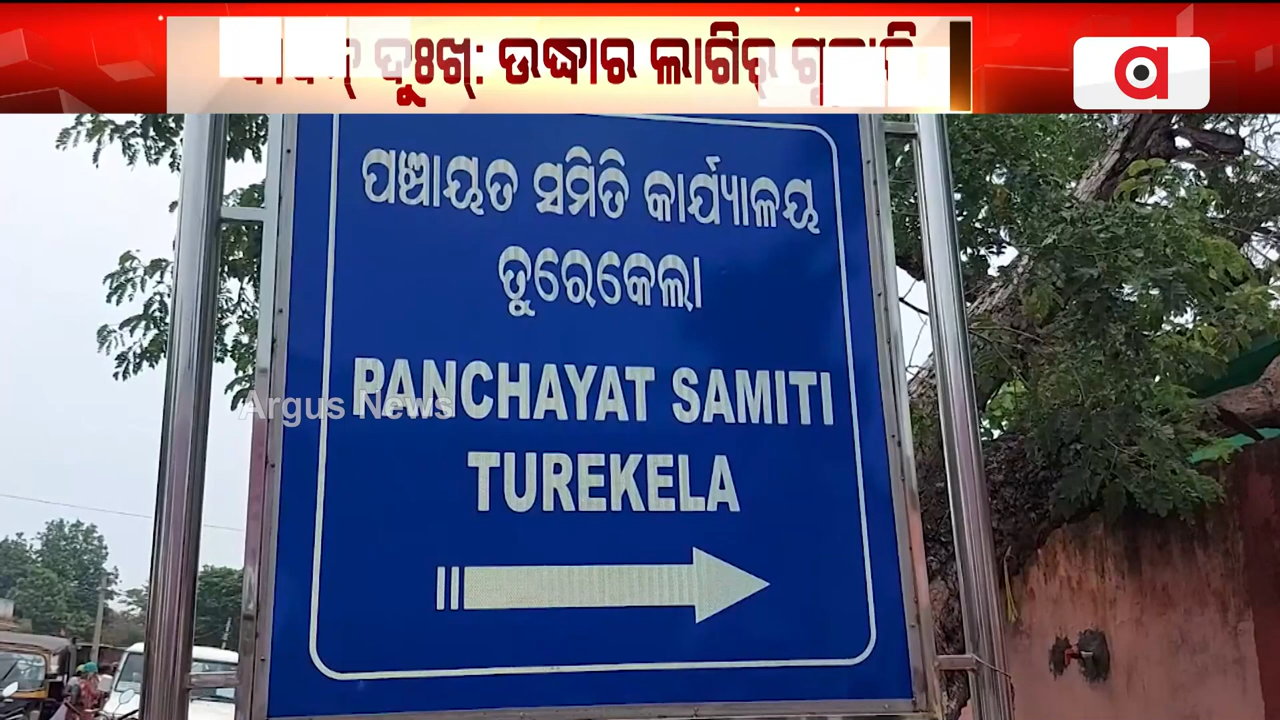 ଦୁଃଖ: ଉଦ୍ଧାର ଲାଗିର୍
ପଞ୍ଚାୟତ ସମିତି କାର୍ଯ୍ୟାଳୟ
ତୁରେକେଲା
PANCHAYAT SAMITI
Argus News
TUREKELA